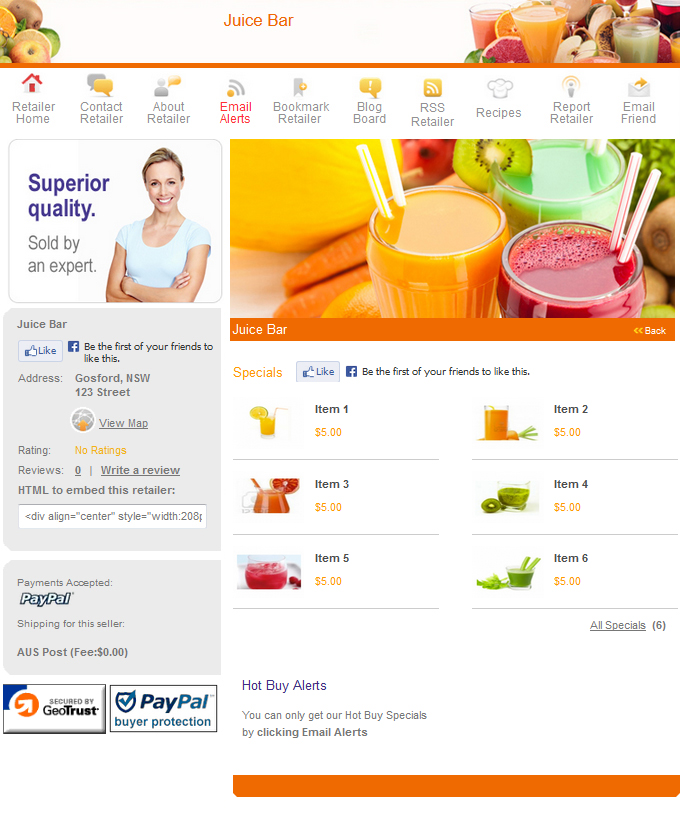 Juice Bar
Retailer Home
Contact Retailer
About Retailer
Email Alerts
Bookmark Retailer
Blog Board
RSS Retailer
Recipes
Report Retailer
Email Friend
Superior
quality.
Sold by
an expert.
Juice Bar
Like
Be the first of your friends to
like this.
Address: Gosford, NSW
123 Street
View Map
Rating: No Ratings
Reviews: 0 | Write a review
HTML to embed this retailer:
<div align="center" style="width:208p
Payments Accepted:
PayPal
Shipping for this seller:
AUS Post (Fee:$0.00)
SECURED BY
GeoTrust
PayPal
buyer protection
Juice Bar
Back
Specials Like Be the first of your friends to like this.
Item 1
$5.00
Item 2
$5.00
Item 3
$5.00
Item 4
$5.00
Item 5
$5.00
Item 6
$5.00
All Specials (6)
Hot Buy Alerts
You can only get our Hot Buy Specials
by clicking Email Alerts